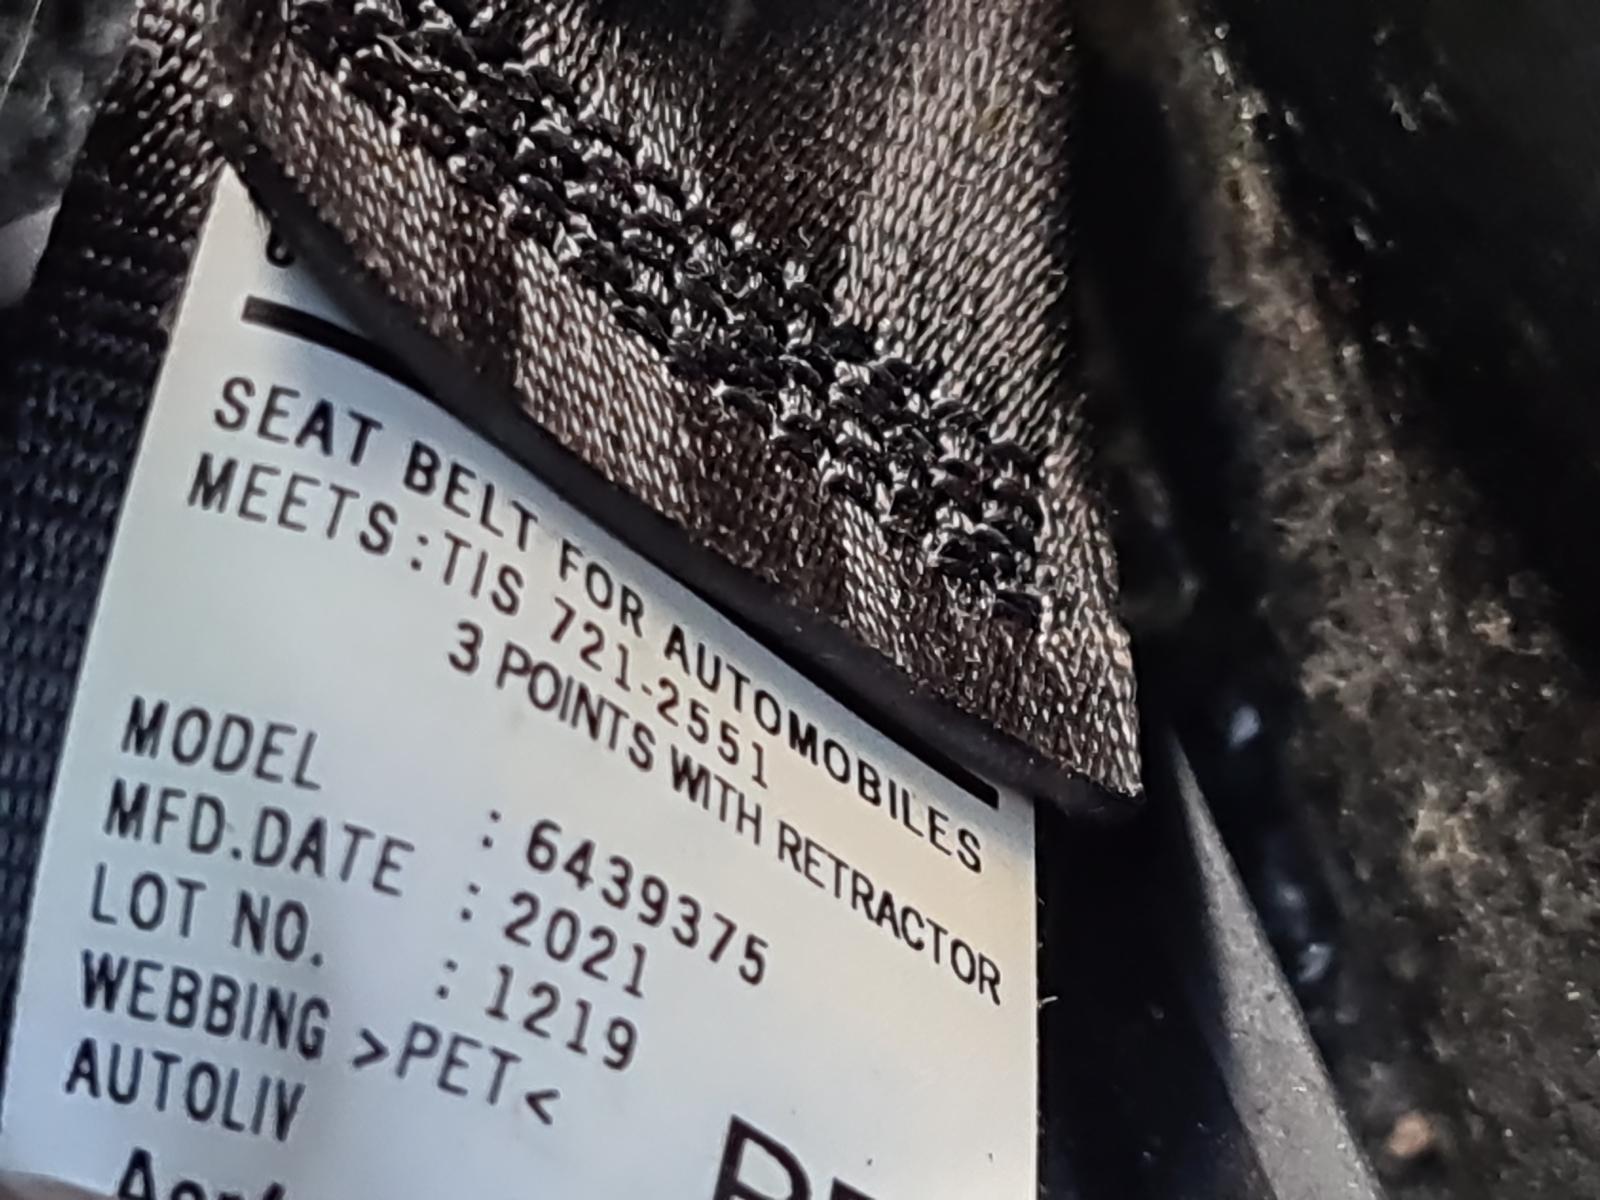 SEAT BELT FOR AUTOMOBILES
MEETS:TIS 721-2551
3 POINTS WITH RETRACTOR
MODEL : 6439375
MFD.DATE : 2021
LOT NO. : 1219
WEBBING >PET<
AUTOLIV